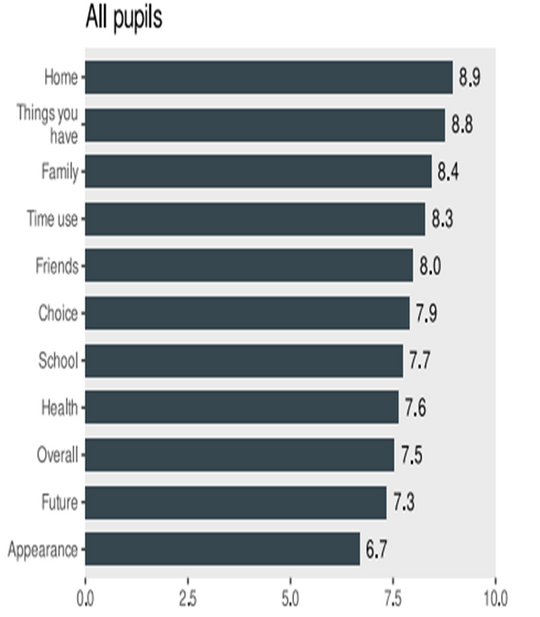 All pupils
Home 8.9
Things you
have 8.8
Family 8.4
Time use 8.3
Friends 8.0
Choice 7.9
School 7.7
Health 7.6
Overall 7.5
Future 7.3
Appearance 6.7
0.0 2.5 5.0 7.5 10.0